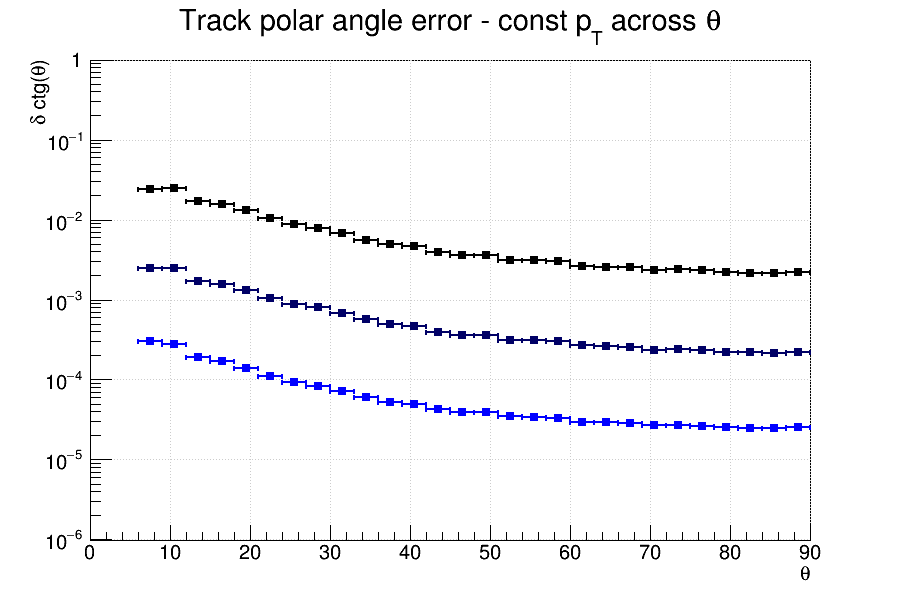 Track polar angle error - const p_T across θ
δ ctg(θ)
1
10⁻¹
10⁻²
10⁻³
10⁻⁴
10⁻⁵
10⁻⁶
0 10 20 30 40 50 60 70 80 90
θ